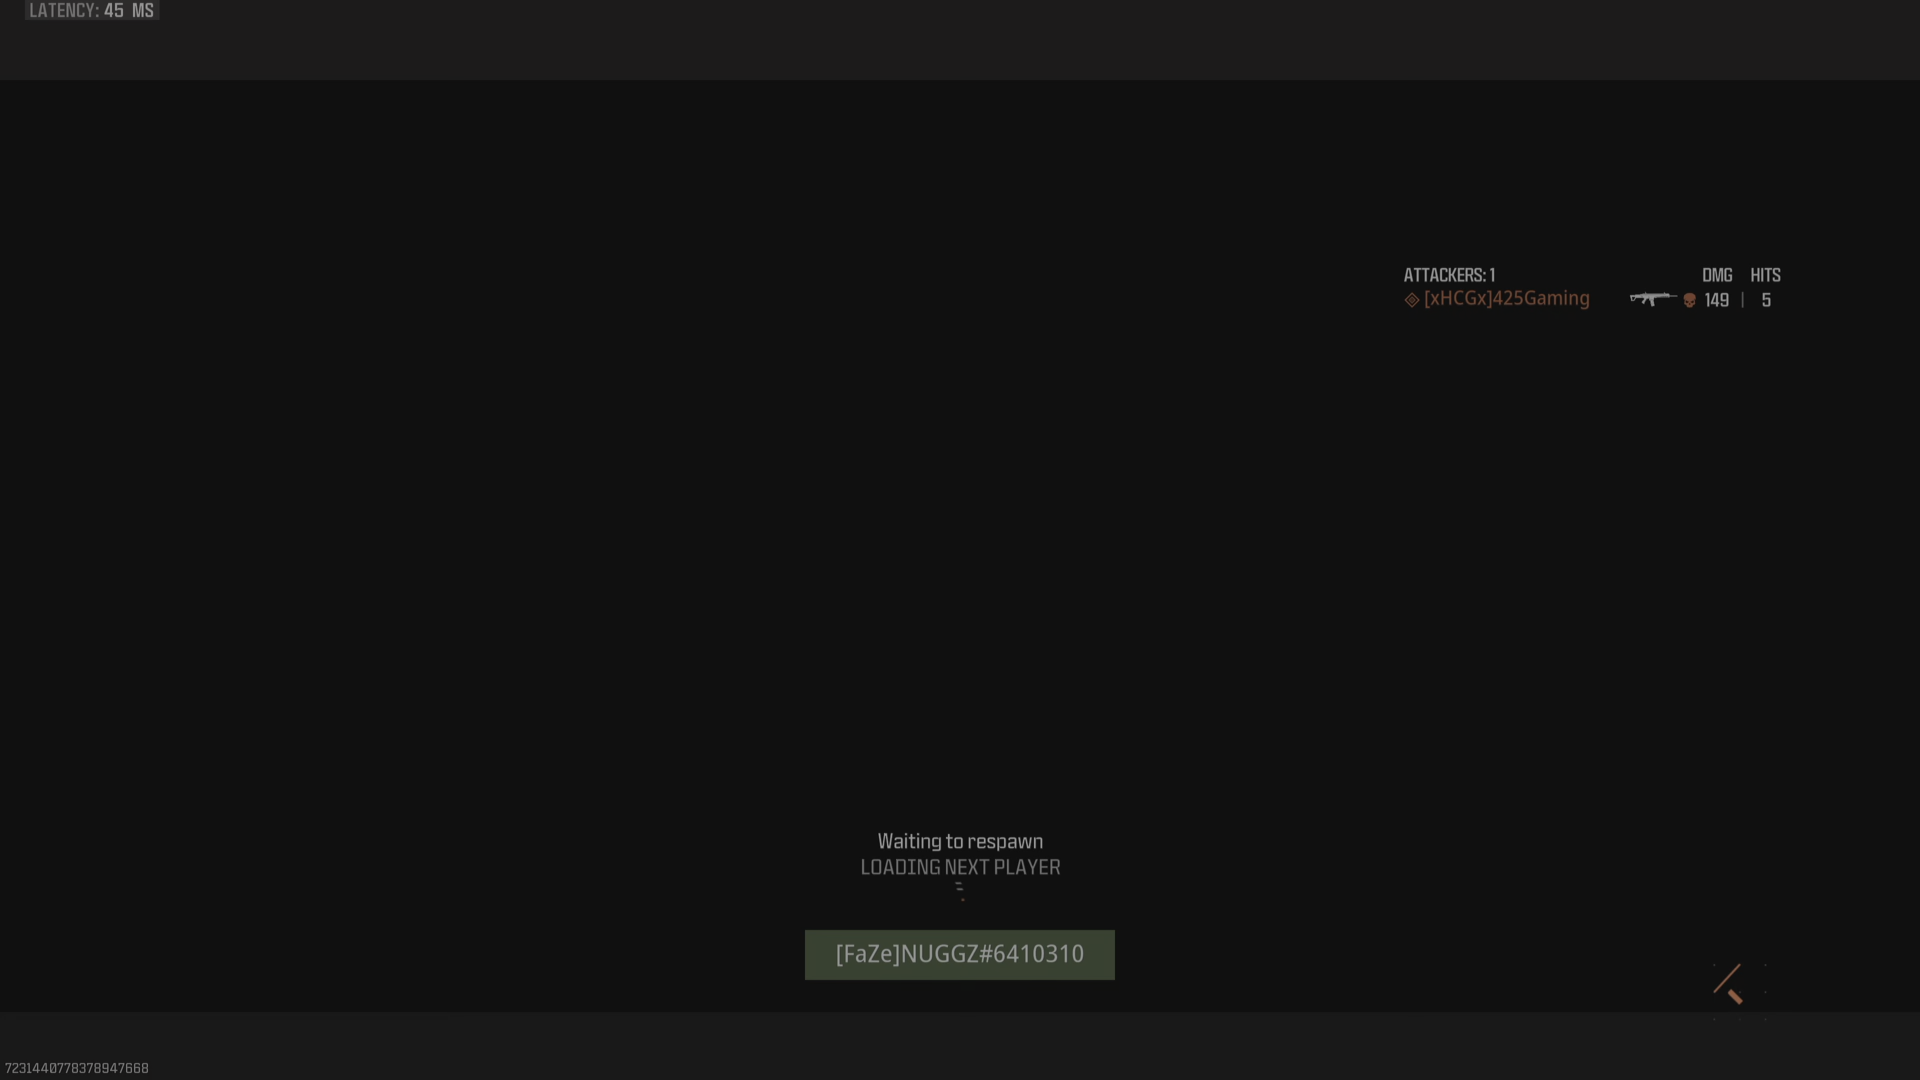 LATENCY: 45 MS
ATTACKERS: 1 DMG HITS
[xHCGx]425Gaming 149 | 5
Waiting to respawn
LOADING NEXT PLAYER
[FaZe]NUGGZ#6410310
7231440778378947668